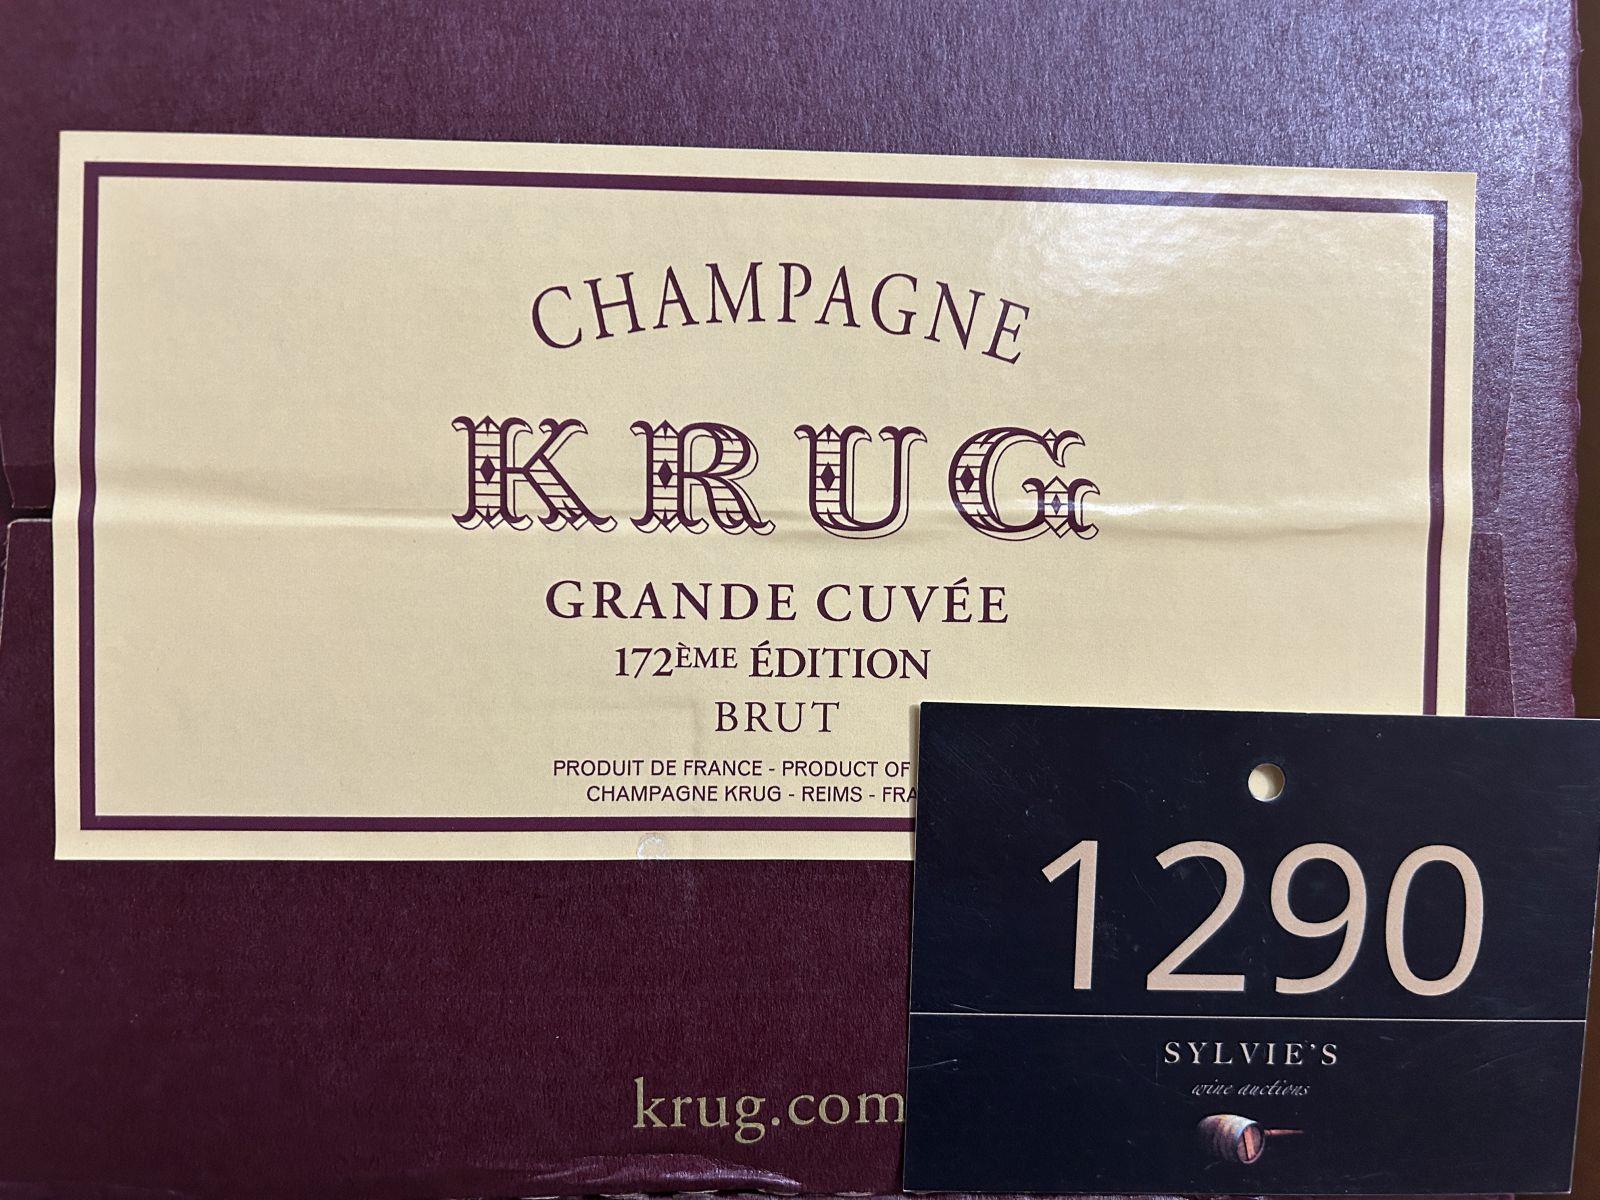 CHAMPAGNE
KRUG
GRANDE CUVÉE
172ÈME ÉDITION
BRUT
PRODUIT DE FRANCE - PRODUCT OF
CHAMPAGNE KRUG - REIMS - FRA
krug.com
1290
SYLVIE'S
wine auctions